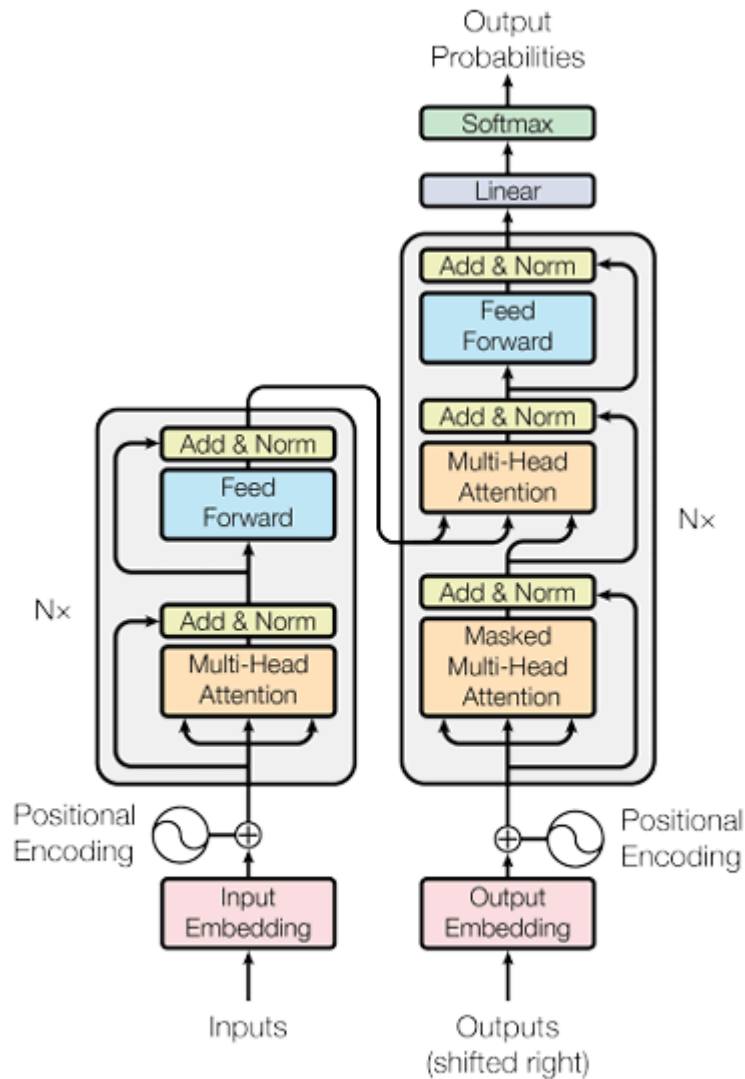 Output
Probabilities
Softmax
Linear
Add & Norm
Feed
Forward
Add & Norm
Multi-Head
Attention
Add & Norm
Masked
Multi-Head
Attention
N×
Add & Norm
Feed
Forward
Add & Norm
Multi-Head
Attention
N×
Positional
Encoding
Positional
Encoding
Input
Embedding
Output
Embedding
Inputs
Outputs
(shifted right)